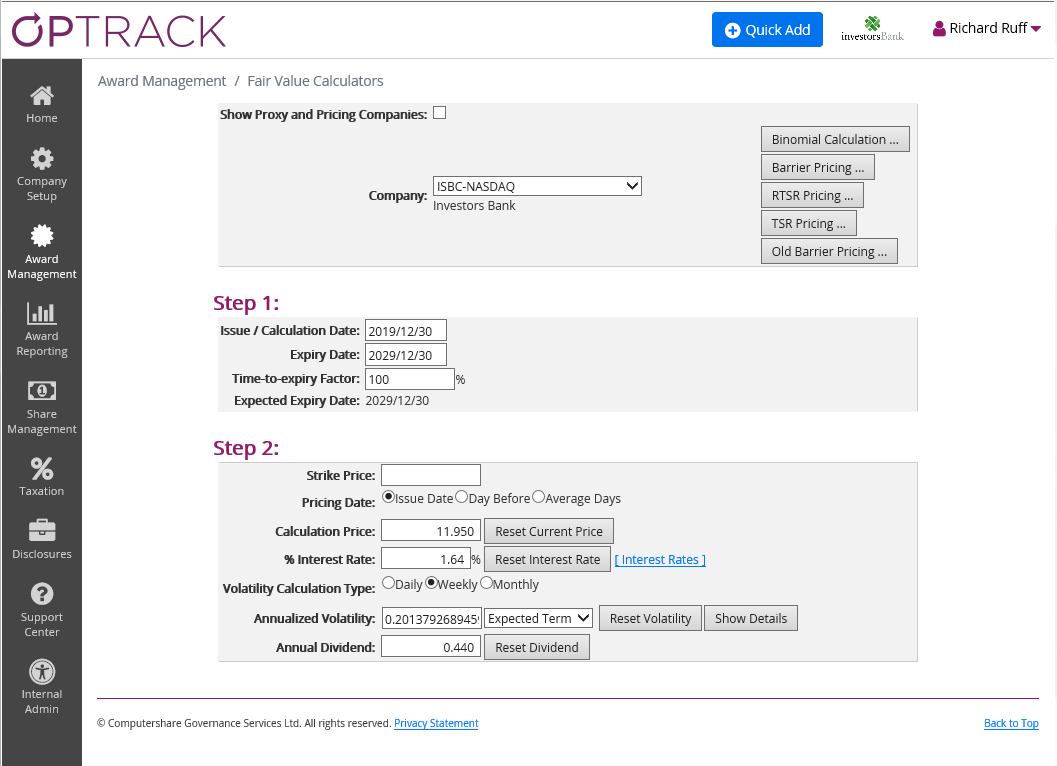 OPTRACK
Quick Add
investorsBank
Richard Ruff
Home
Company
Setup
Award
Management
Award
Reporting
Share
Management
Taxation
Disclosures
Support
Center
Internal
Admin
Award Management / Fair Value Calculators
Show Proxy and Pricing Companies:
Binomial Calculation ...
Barrier Pricing ...
Company: ISBC-NASDAQ
Investors Bank
RTSR Pricing ...
TSR Pricing ...
Old Barrier Pricing ...
Step 1:
Issue / Calculation Date: 2019/12/30
Expiry Date: 2029/12/30
Time-to-expiry Factor: 100 %
Expected Expiry Date: 2029/12/30
Step 2:
Strike Price:
Pricing Date: Issue Date Day Before Average Days
Calculation Price: 11.950 Reset Current Price
% Interest Rate: 1.64 % Reset Interest Rate [ Interest Rates ]
Volatility Calculation Type: Daily Weekly Monthly
Annualized Volatility: 0.201379268945 Expected Term Reset Volatility Show Details
Annual Dividend: 0.440 Reset Dividend
© Computershare Governance Services Ltd. All rights reserved. Privacy Statement
Back to Top